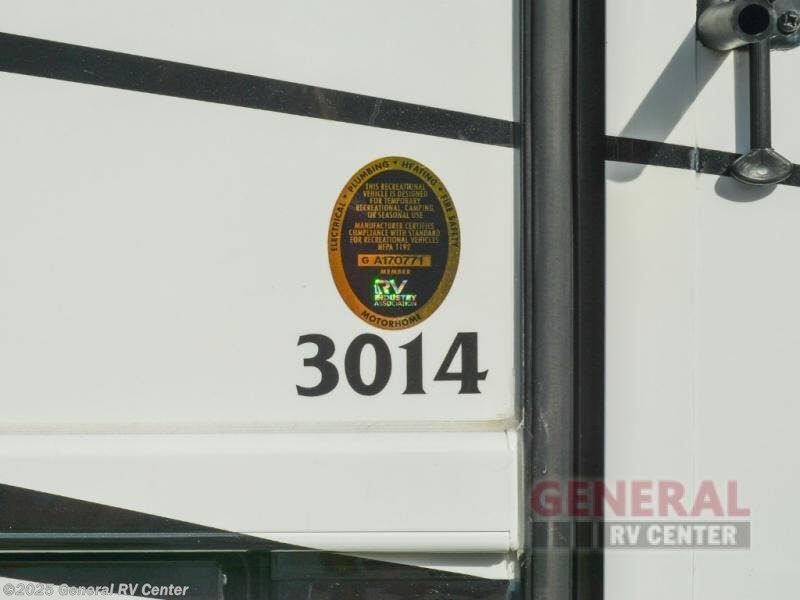 ELECTRICAL • PLUMBING • HEATING • FIRE SAFETY
THIS RECREATIONAL
VEHICLE IS DESIGNED
FOR TEMPORARY
RECREATIONAL, CAMPING,
OR SEASONAL USE
MANUFACTURER CERTIFIES
COMPLIANCE WITH STANDARD
FOR RECREATIONAL VEHICLES
NFPA 1192
G A170771
MEMBER
RV
INDUSTRY
ASSOCIATION
MOTORHOME
3014
GENERAL
RV CENTER
©2025 General RV Center